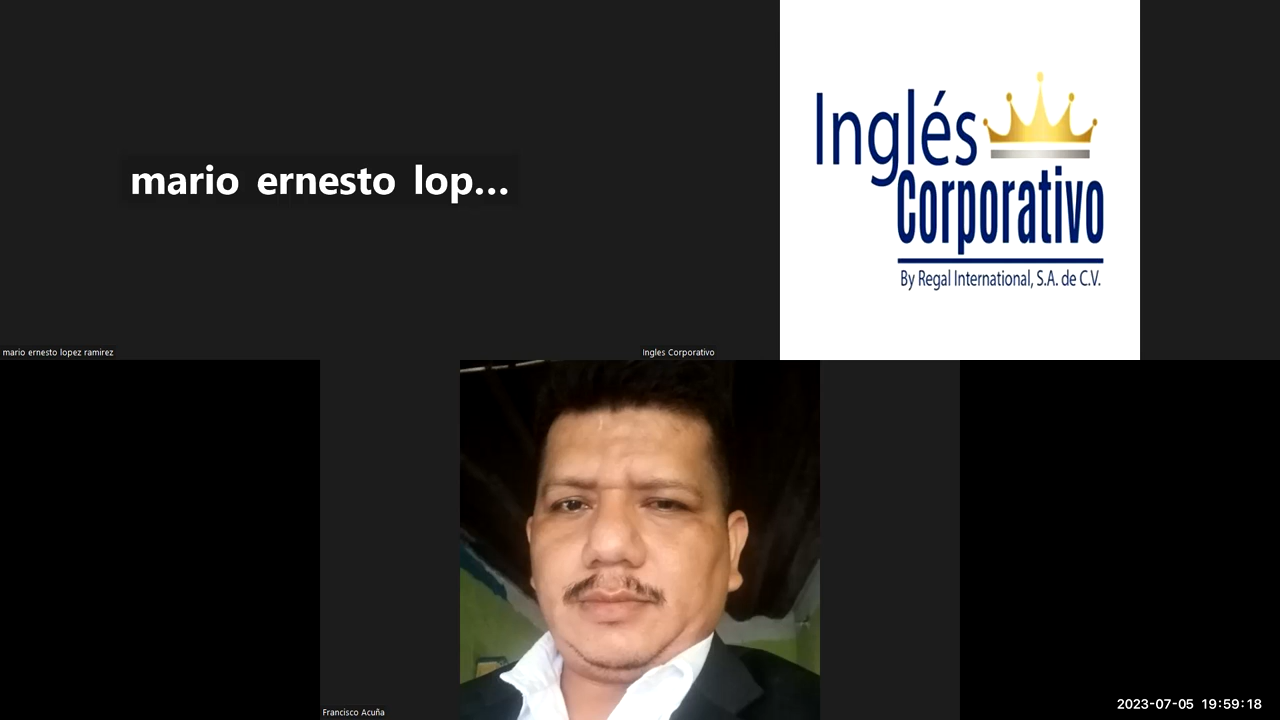 mario ernesto lop...
Inglés
Corporativo
By Regal International, S.A. de C.V.
mario ernesto lopez ramirez
Ingles Corporativo
Francisco Acuña
2023-07-05 19:59:18